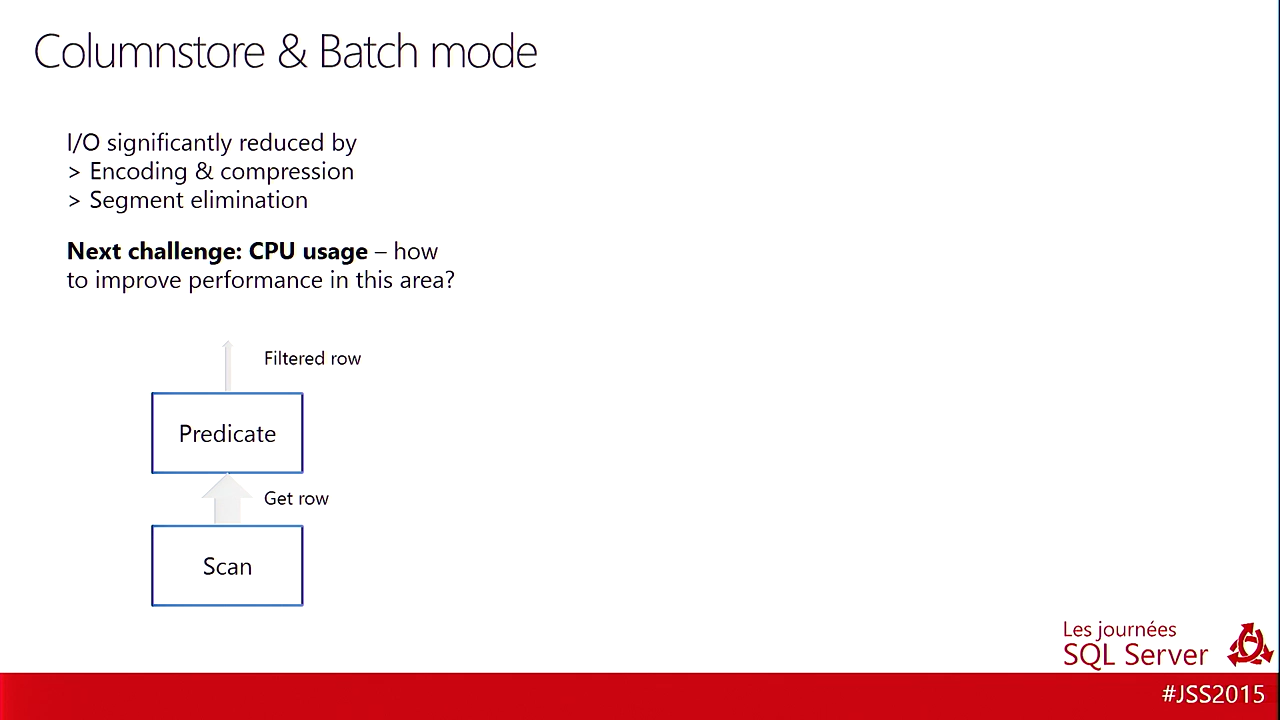 Columnstore & Batch mode
I/O significantly reduced by
> Encoding & compression
> Segment elimination
Next challenge: CPU usage – how
to improve performance in this area?
Filtered row
Predicate
Get row
Scan
Les journées
SQL Server
#JSS2015